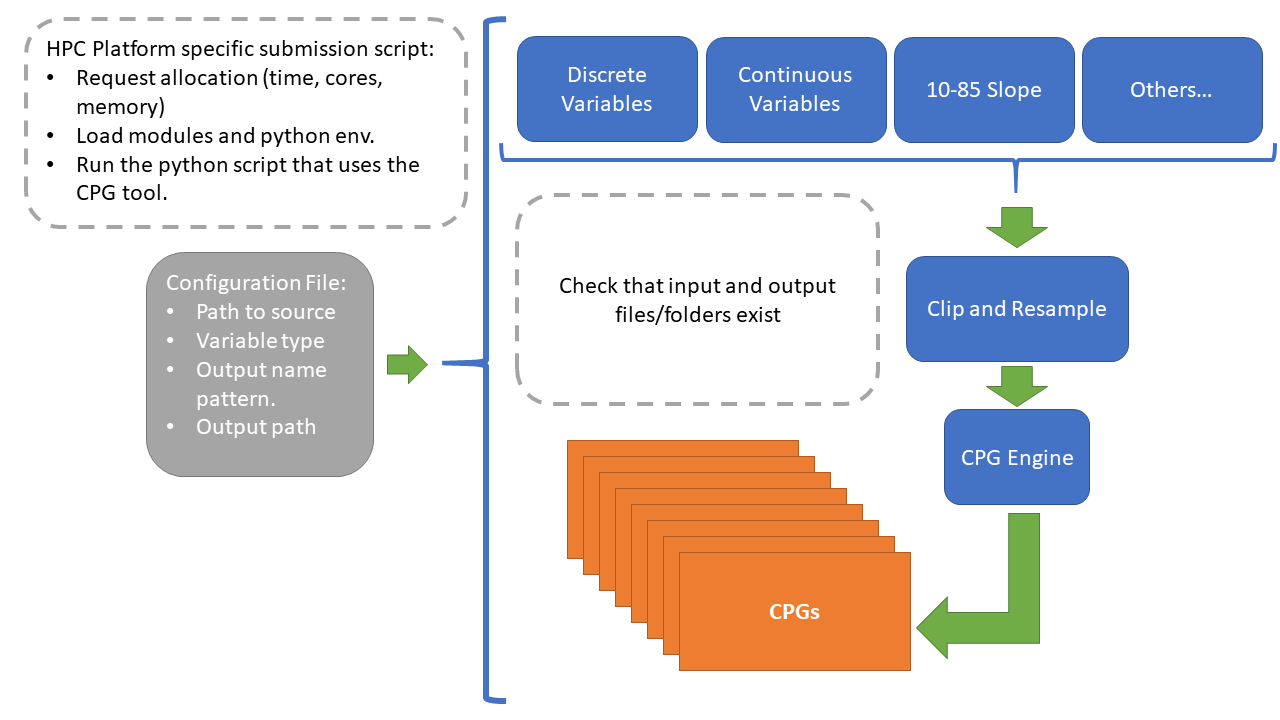 HPC Platform specific submission script:
• Request allocation (time, cores,
memory)
• Load modules and python env.
• Run the python script that uses the
CPG tool.
Configuration File:
• Path to source
• Variable type
• Output name
pattern.
• Output path
Discrete
Variables
Continuous
Variables
10-85 Slope
Others...
Check that input and output
files/folders exist
Clip and Resample
CPG Engine
CPGs